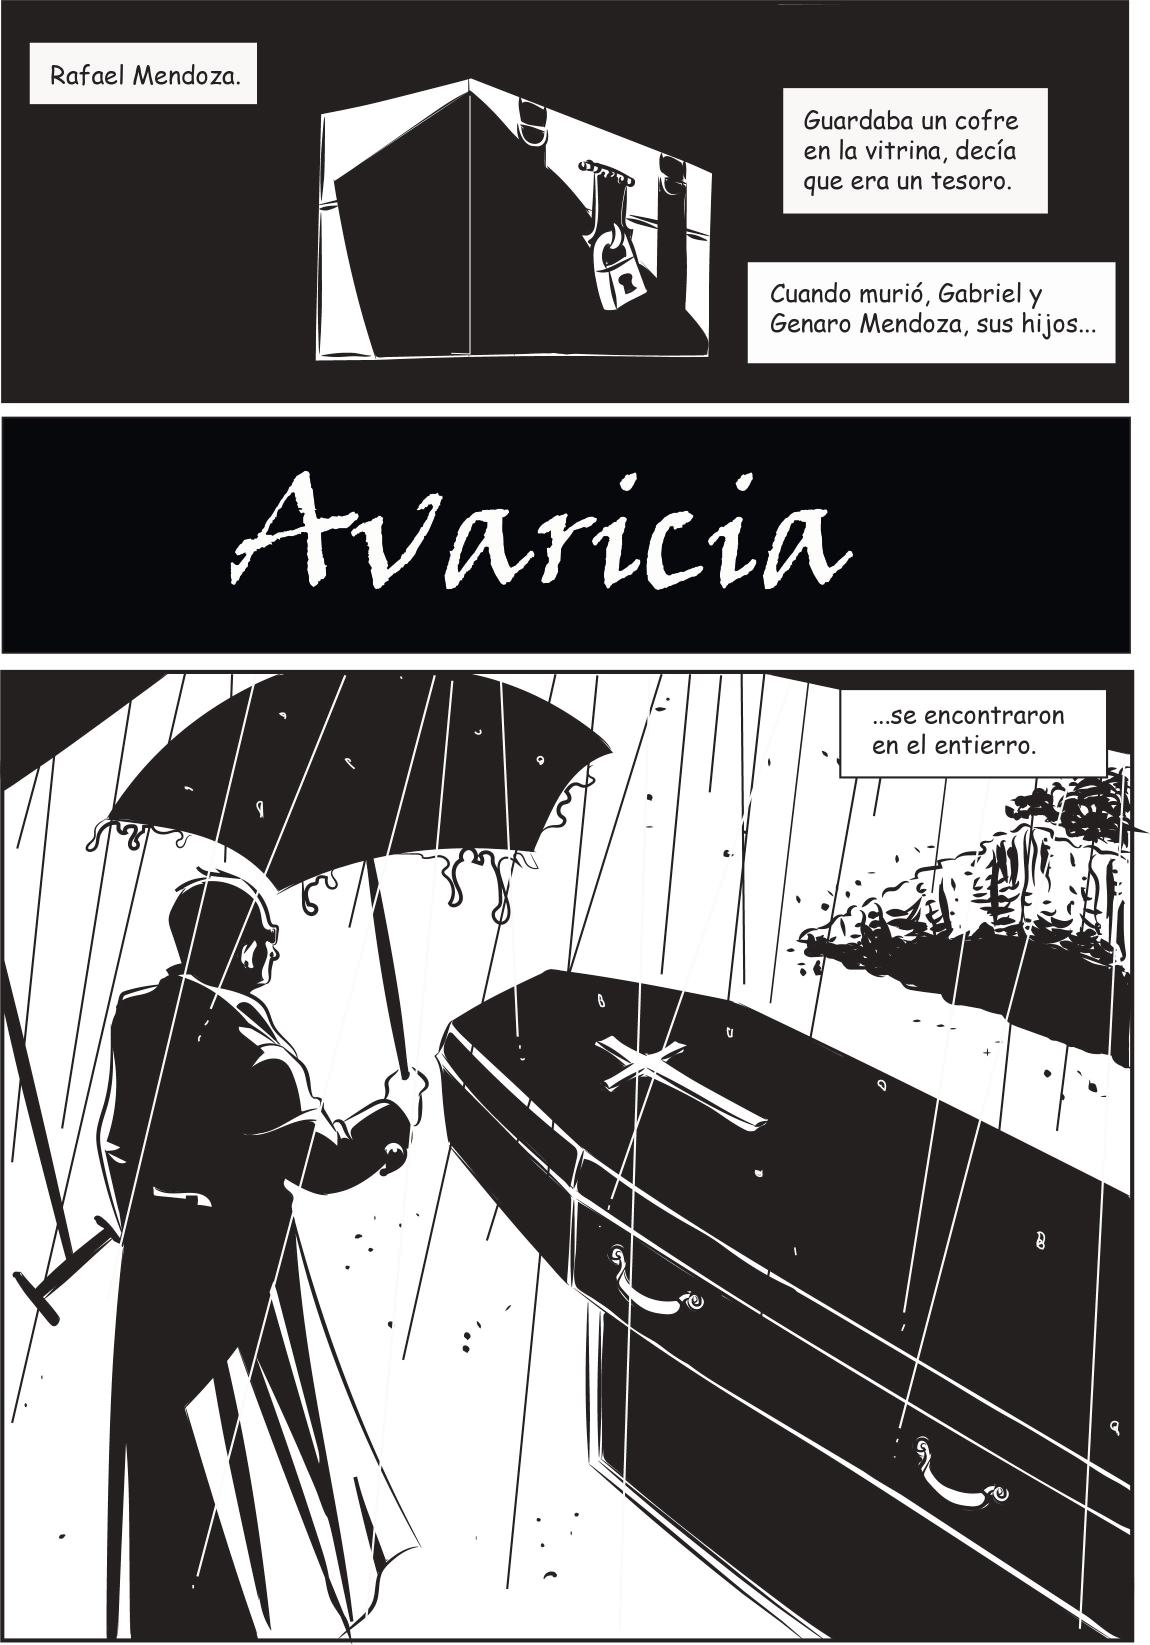 Rafael Mendoza.
Guardaba un cofre
en la vitrina, decía
que era un tesoro.
Cuando murió, Gabriel y
Genaro Mendoza, sus hijos...
Avaricia
...se encontraron
en el entierro.